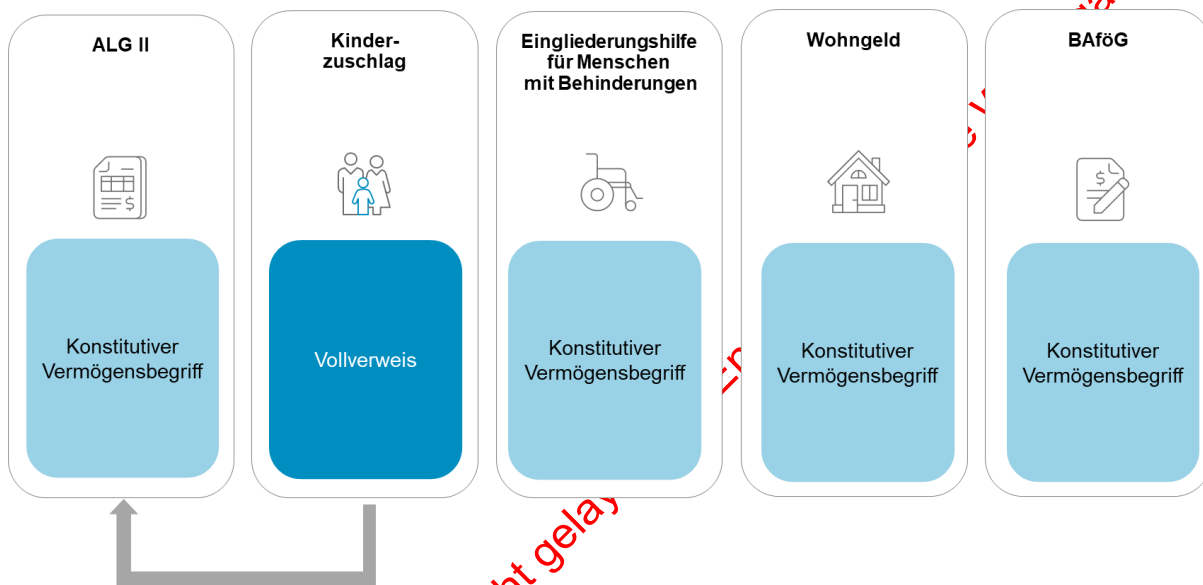 ALG II
Kinder-
zuschlag
Eingliederungshilfe
für Menschen
mit Behinderungen
Wohngeld
BAföG
$
$
Konstitutiver
Vermögensbegriff
Vollverweis
Konstitutiver
Vermögensbegriff
Konstitutiver
Vermögensbegriff
Konstitutiver
Vermögensbegriff